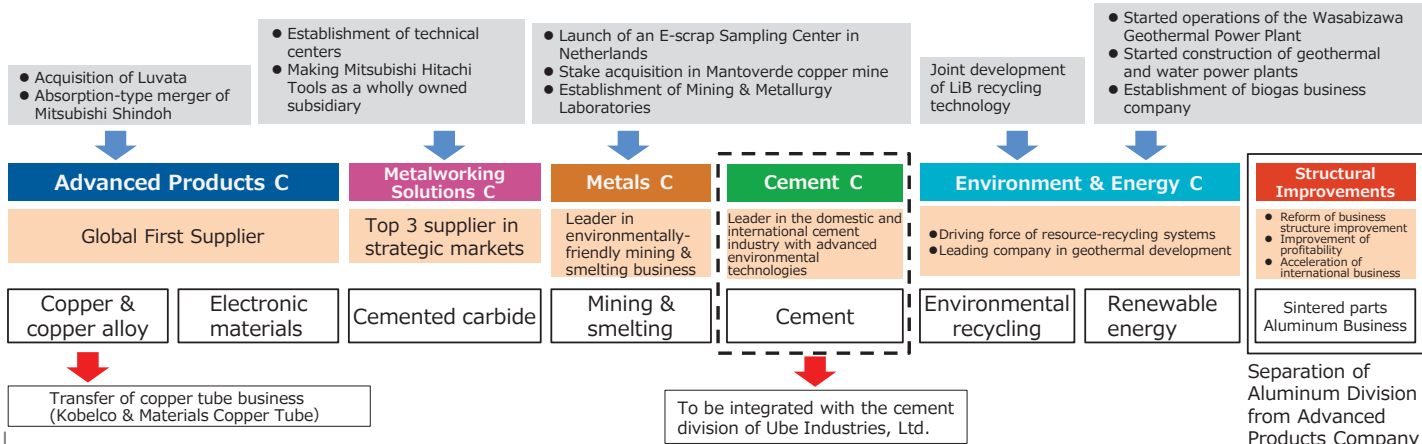 ● Acquisition of Luvata
● Absorption-type merger of
Mitsubishi Shindoh
● Establishment of technical
centers
● Making Mitsubishi Hitachi
Tools as a wholly owned
subsidiary
● Launch of an E-scrap Sampling Center in
Netherlands
● Stake acquisition in Mantoverde copper mine
● Establishment of Mining & Metallurgy
Laboratories
Joint development
of LiB recycling
technology
● Started operations of the Wasabizawa
Geothermal Power Plant
● Started construction of geothermal
and water power plants
● Establishment of biogas business
company
Advanced Products C
Metalworking
Solutions C
Metals C
Cement C
Environment & Energy C
Structural
Improvements
Global First Supplier
Top 3 supplier in
strategic markets
Leader in
environmentally-
friendly mining &
smelting business
Leader in the domestic and
international cement
industry with advanced
environmental
technologies
●Driving force of resource-recycling systems
●Leading company in geothermal development
● Reform of business
structure improvement
● Improvement of
profitability
● Acceleration of
international business
Copper &
copper alloy
Electronic
materials
Cemented carbide
Mining &
smelting
Cement
Environmental
recycling
Renewable
energy
Sintered parts
Aluminum Business
Transfer of copper tube business
(Kobelco & Materials Copper Tube)
To be integrated with the cement
division of Ube Industries, Ltd.
Separation of
Aluminum Division
from Advanced
Products Company